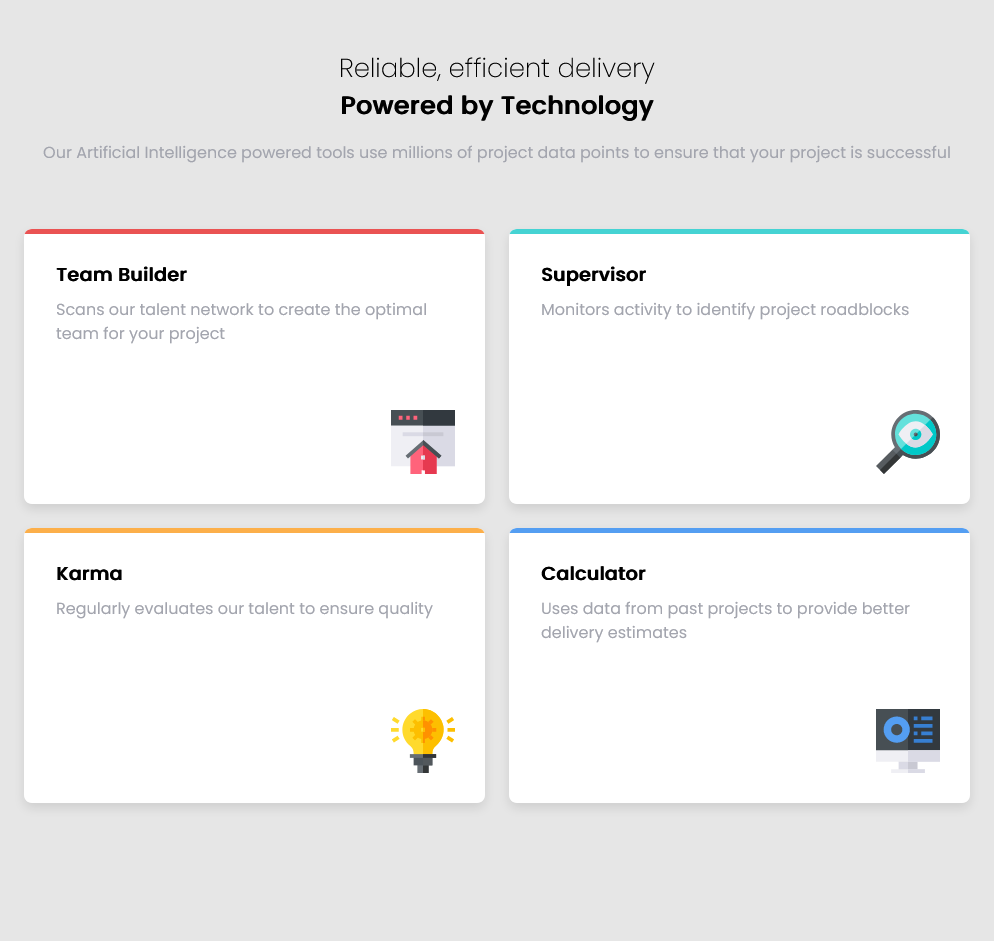 Reliable, efficient delivery
Powered by Technology
Our Artificial Intelligence powered tools use millions of project data points to ensure that your project is successful
Team Builder
Scans our talent network to create the optimal
team for your project
Supervisor
Monitors activity to identify project roadblocks
Karma
Regularly evaluates our talent to ensure quality
Calculator
Uses data from past projects to provide better
delivery estimates